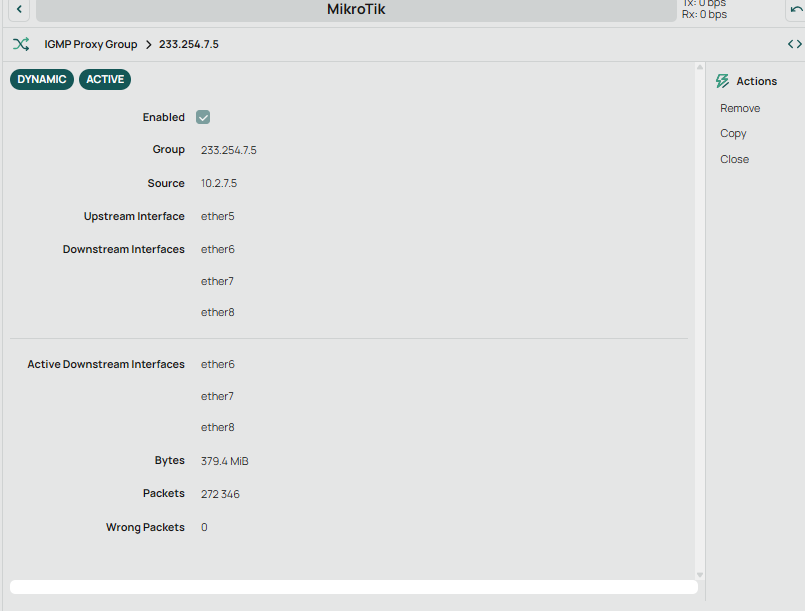 MikroTik
Tx: 0 bps
Rx: 0 bps
IGMP Proxy Group > 233.254.7.5
DYNAMIC ACTIVE
Actions
Remove
Copy
Close
Enabled
Group 233.254.7.5
Source 10.2.7.5
Upstream Interface ether5
Downstream Interfaces ether6
ether7
ether8
Active Downstream Interfaces ether6
ether7
ether8
Bytes 379.4 MiB
Packets 272 346
Wrong Packets 0